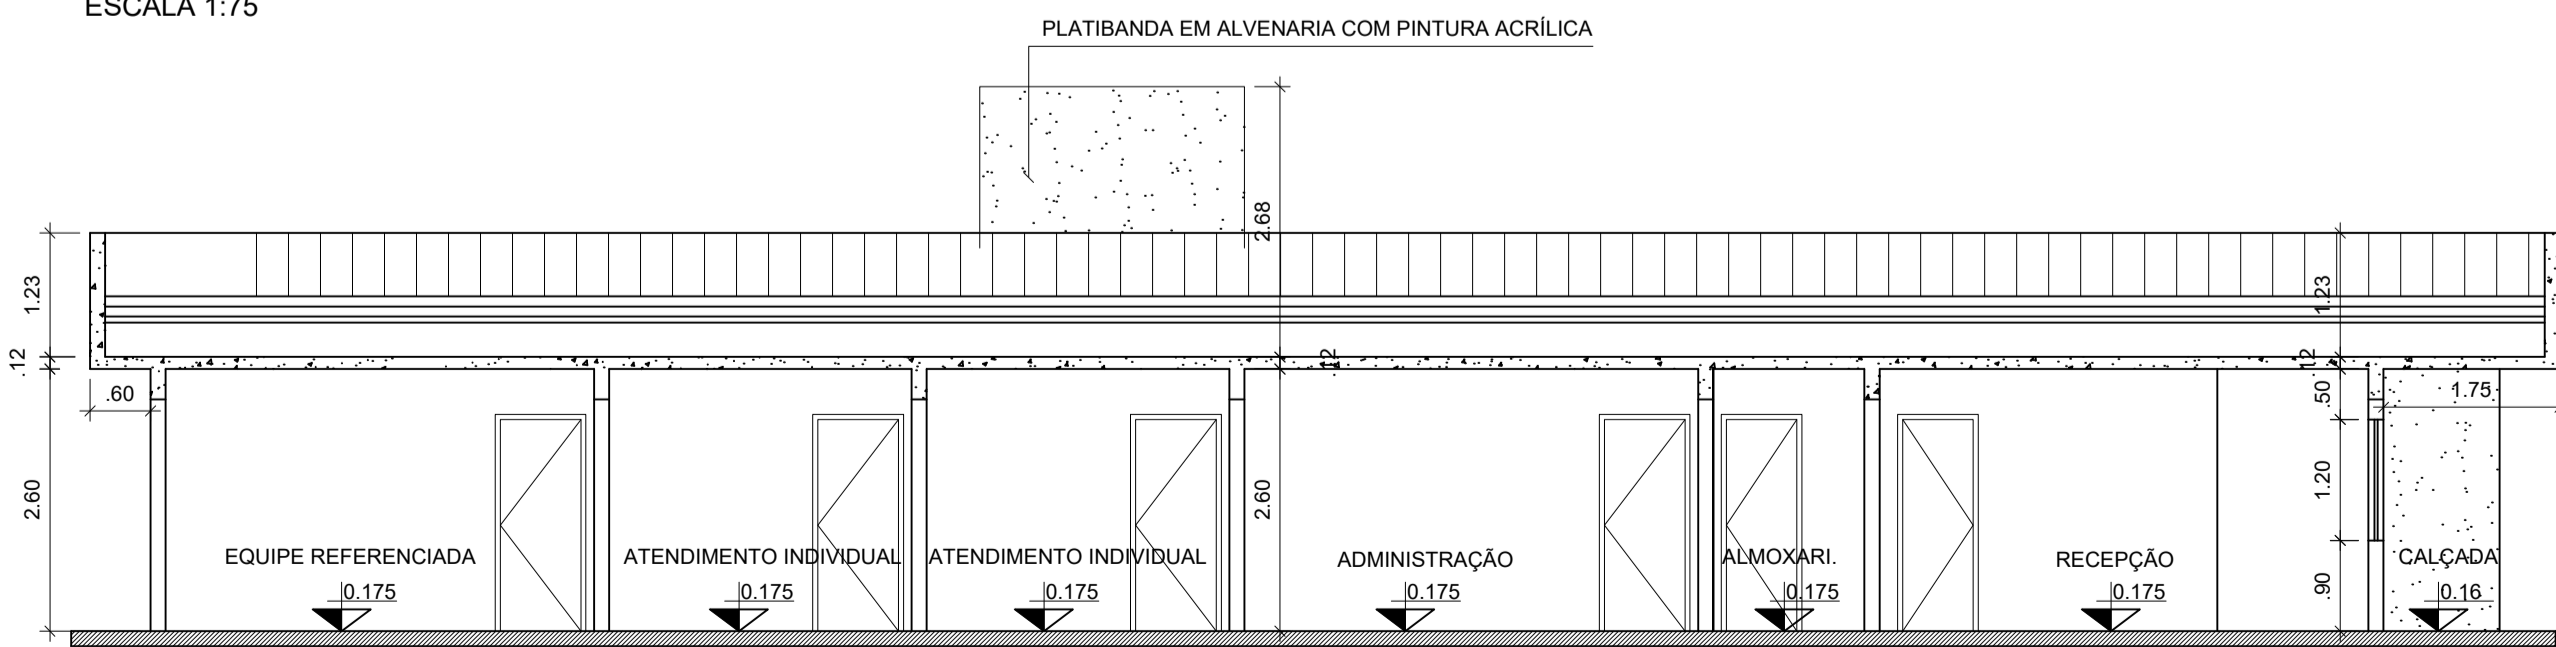 ESCALA 1:75
PLATIBANDA EM ALVENARIA COM PINTURA ACRÍLICA
2.68
1.23
1.23
.12
.12
.12
.60
.50
1.75
2.60
2.60
1.20
EQUIPE REFERENCIADA
ATENDIMENTO INDIVIDUAL
ATENDIMENTO INDIVIDUAL
ADMINISTRAÇÃO
ALMOXARI.
RECEPÇÃO
CALÇADA
0.175
0.175
0.175
0.175
0.175
0.175
.90
0.16